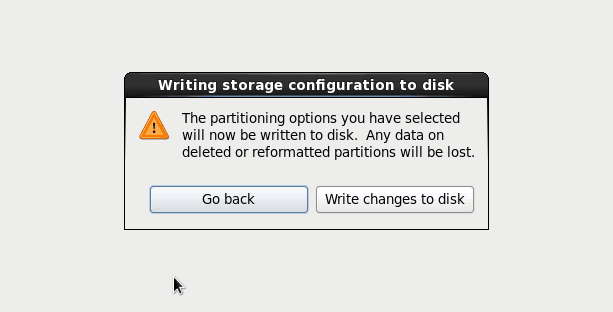 Writing storage configuration to disk
The partitioning options you have selected
will now be written to disk.  Any data on
deleted or reformatted partitions will be lost.
Go back
Write changes to disk